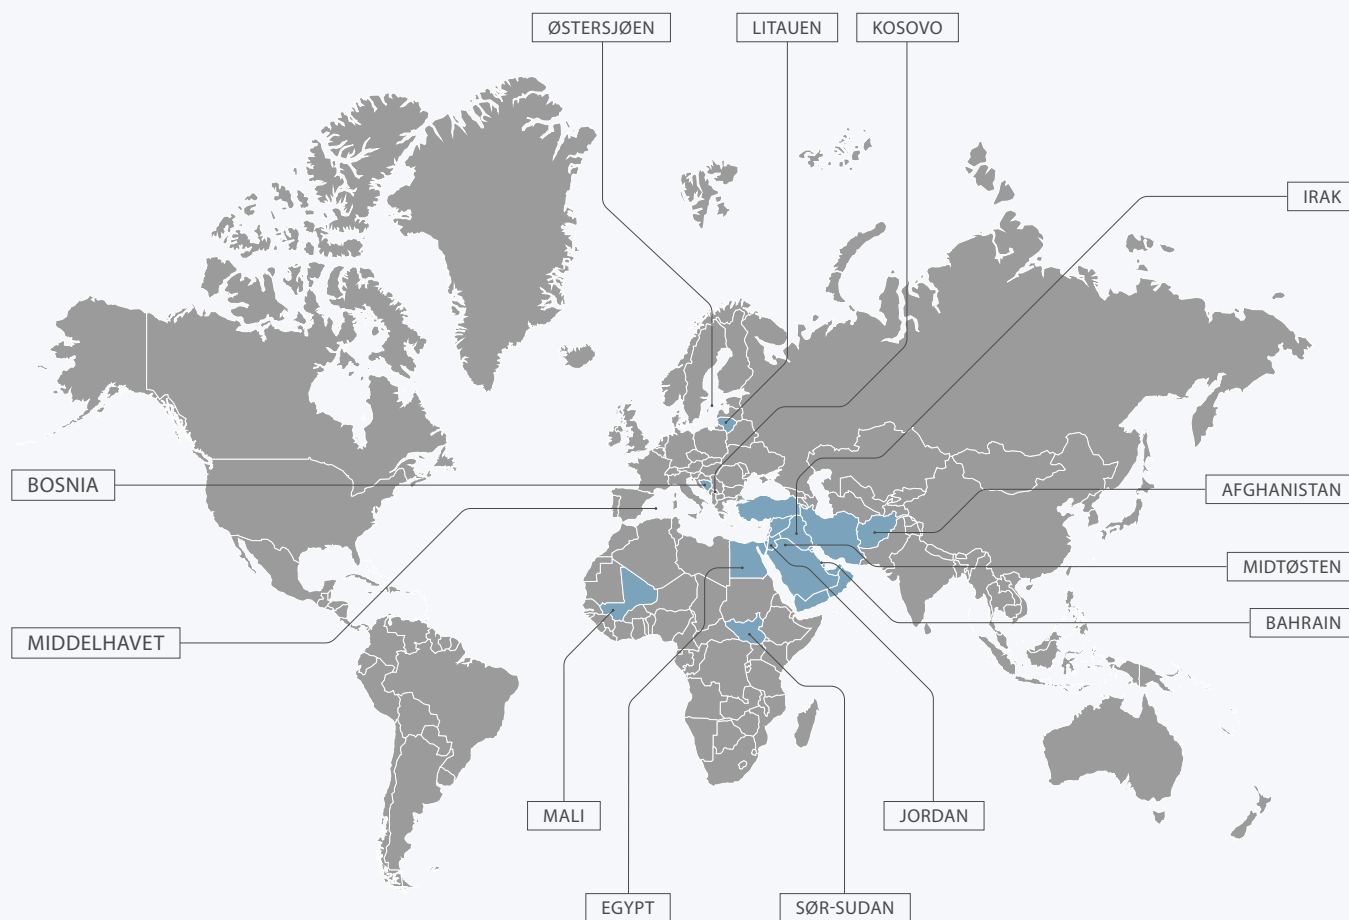 ØSTERSJØEN
LITAUEN
KOSOVO
IRAK
BOSNIA
AFGHANISTAN
MIDTØSTEN
BAHRAIN
MIDDELHAVET
MALI
JORDAN
EGYPT
SØR-SUDAN